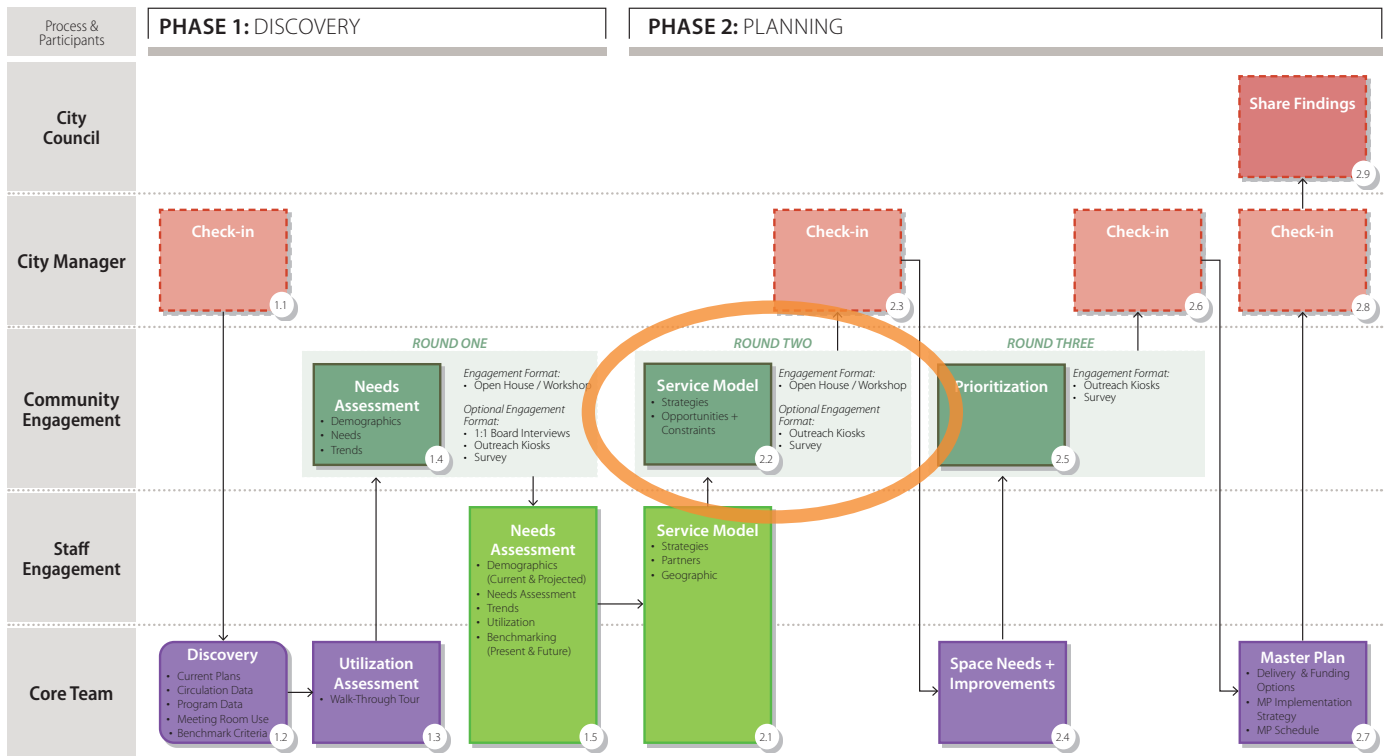 Process &
Participants
PHASE 1: DISCOVERY
PHASE 2: PLANNING
City
Council
Share Findings
2.9
City Manager
Check-in
1.1
Check-in
2.3
Check-in
2.6
Check-in
2.8
Community
Engagement
ROUND ONE
Needs
Assessment
• Demographics
• Needs
• Trends
1.4
Engagement Format:
• Open House / Workshop
Optional Engagement
Format:
• 1:1 Board Interviews
• Outreach Kiosks
• Survey
ROUND TWO
Service Model
• Strategies
• Opportunities +
Constraints
2.2
Engagement Format:
• Open House / Workshop
Optional Engagement
Format:
• Outreach Kiosks
• Survey
ROUND THREE
Prioritization
2.5
Engagement Format:
• Outreach Kiosks
• Survey
Staff
Engagement
Needs
Assessment
• Demographics
(Current & Projected)
• Needs Assessment
• Trends
• Utilization
• Benchmarking
(Present & Future)
1.5
Service Model
• Strategies
• Partners
• Geographic
2.1
Core Team
Discovery
• Current Plans
• Circulation Data
• Program Data
• Meeting Room Use
• Benchmark Criteria
1.2
Utilization
Assessment
• Walk-Through Tour
1.3
Space Needs +
Improvements
2.4
Master Plan
• Delivery & Funding
Options
• MP Implementation
Strategy
• MP Schedule
2.7